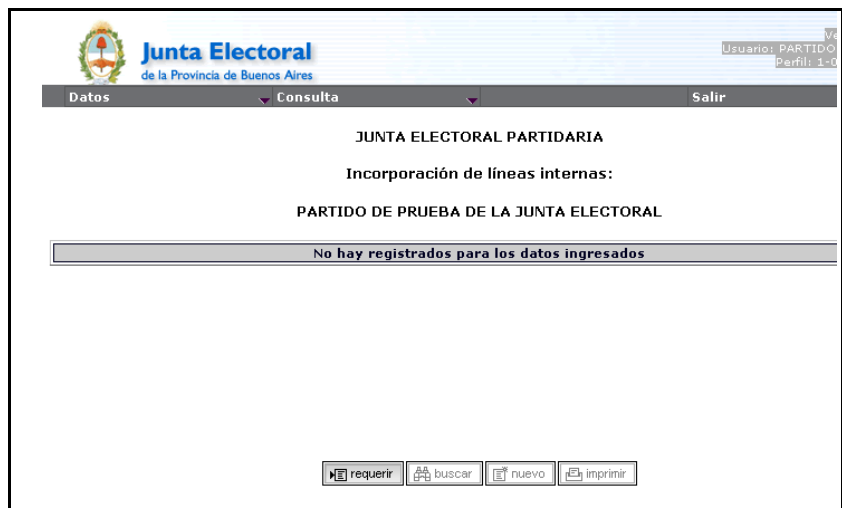 Junta Electoral
de la Provincia de Buenos Aires
Ve
Usuario: PARTIDO
Perfil: 1-0
Datos Consulta Salir
JUNTA ELECTORAL PARTIDARIA
Incorporación de líneas internas:
PARTIDO DE PRUEBA DE LA JUNTA ELECTORAL
No hay registrados para los datos ingresados
requerir buscar nuevo imprimir